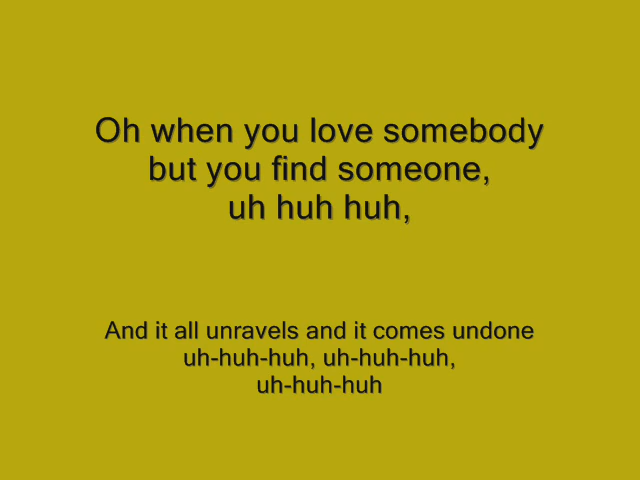 Oh when you love somebody
but you find someone,
uh huh huh,
And it all unravels and it comes undone
uh-huh-huh, uh-huh-huh,
uh-huh-huh